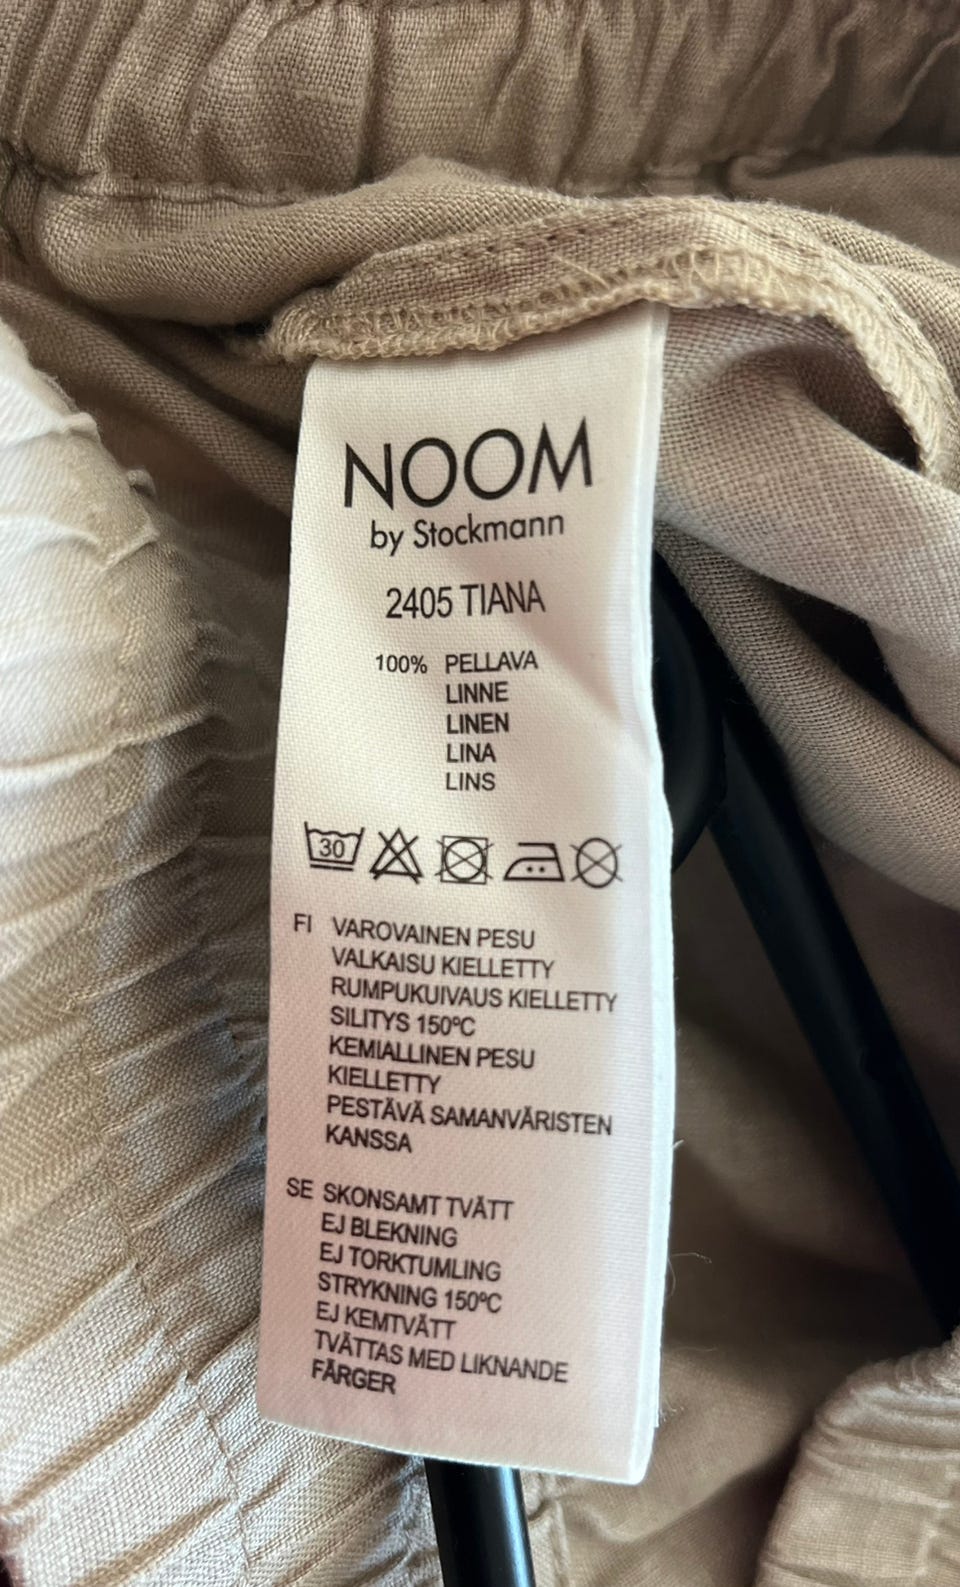 NOOM
by Stockmann
2405 TIANA
100% PELLAVA
LINNE
LINEN
LINA
LINS
30
FI VAROVAINEN PESU
VALKAISU KIELLETTY
RUMPUKUIVAUS KIELLETTY
SILITYS 150ºC
KEMIALLINEN PESU
KIELLETTY
PESTÄVÄ SAMANVÄRISTEN
KANSSA
SE SKONSAMT TVÄTT
EJ BLEKNING
EJ TORKTUMLING
STRYKNING 150ºC
EJ KEMTVÄTT
TVÄTTAS MED LIKNANDE
FÄRGER